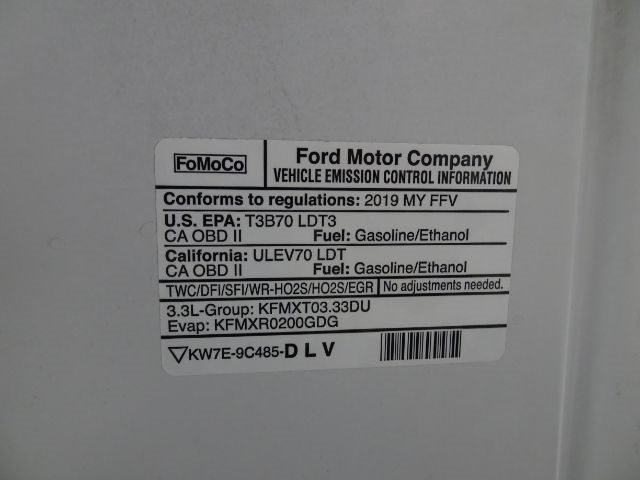 FoMoCo
Ford Motor Company
VEHICLE EMISSION CONTROL INFORMATION
Conforms to regulations: 2019 MY FFV
U.S. EPA: T3B70 LDT3
CA OBD II Fuel: Gasoline/Ethanol
California: ULEV70 LDT
CA OBD II Fuel: Gasoline/Ethanol
TWC/DFI/SFI/WR-HO2S/HO2S/EGR No adjustments needed.
3.3L-Group: KFMXT03.33DU
Evap: KFMXR0200GDG
KW7E-9C485-D L V